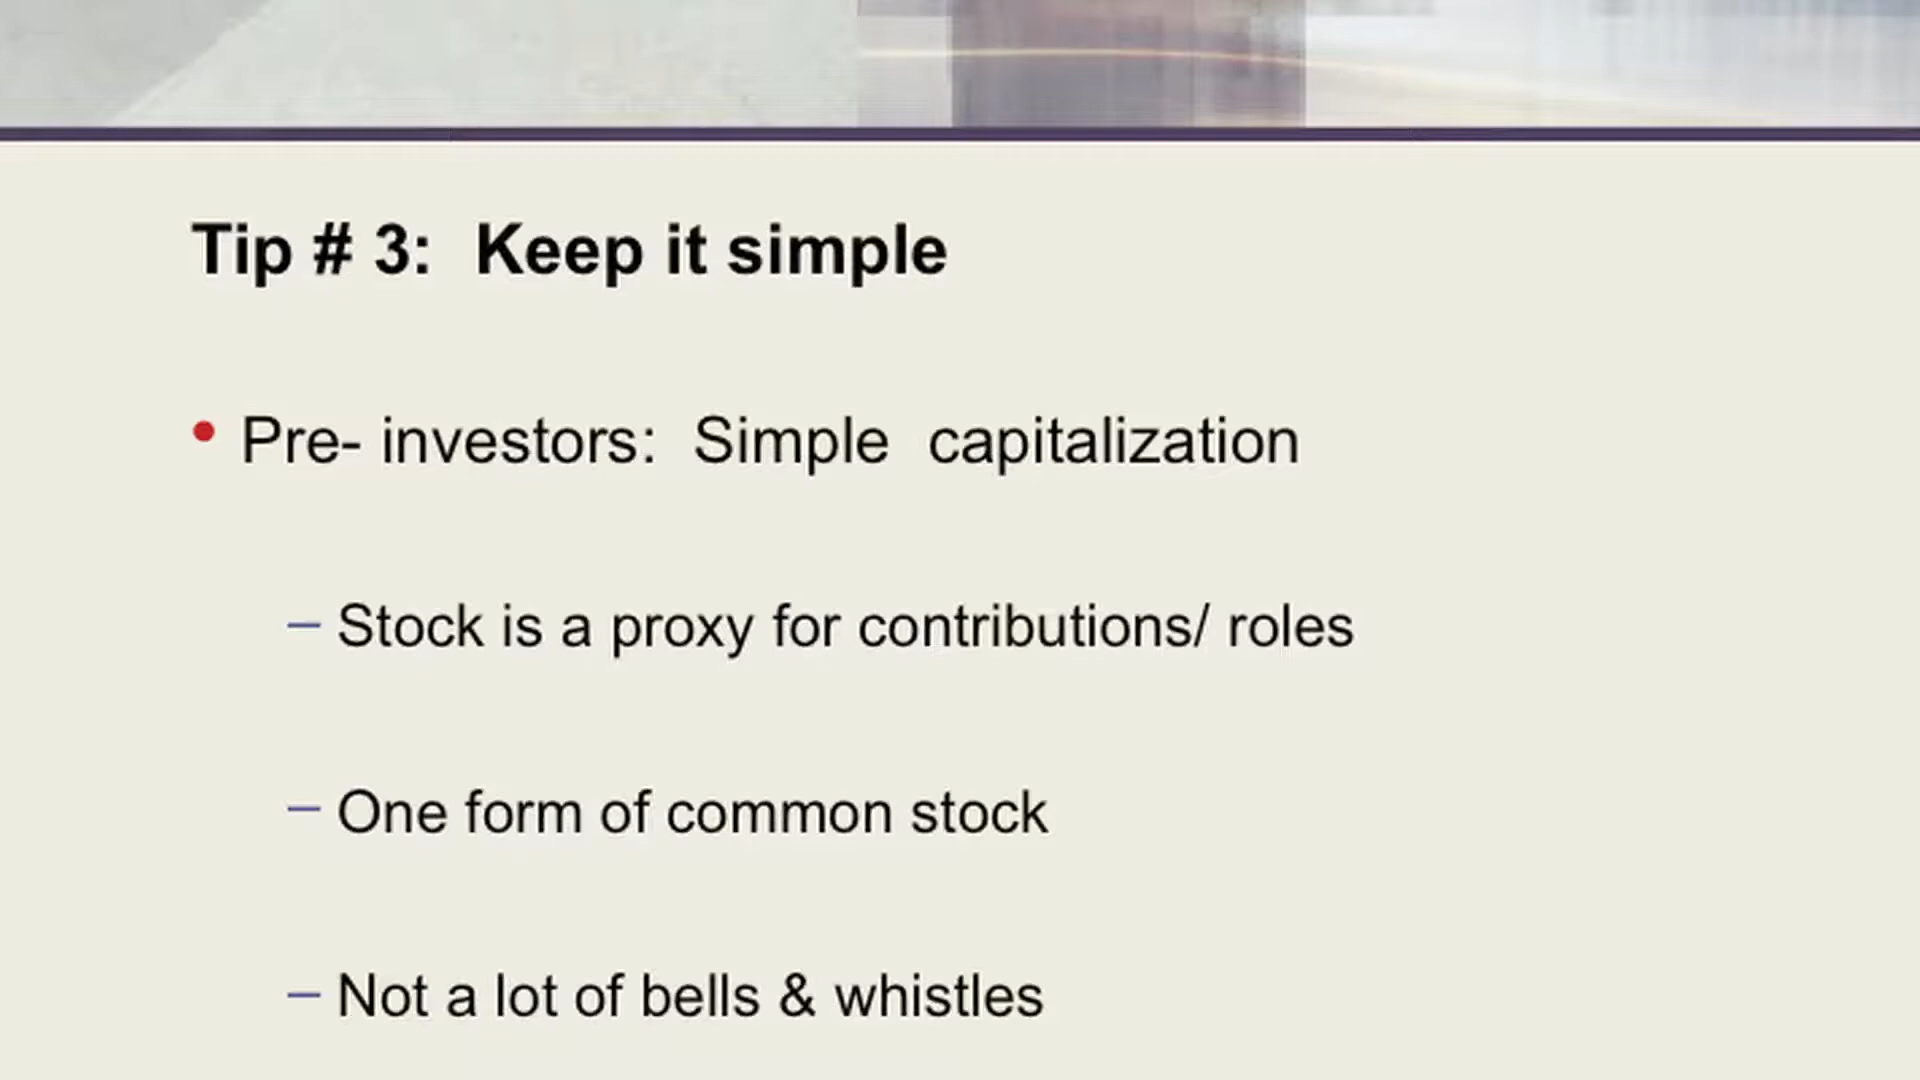 Tip # 3: Keep it simple
• Pre- investors: Simple capitalization
– Stock is a proxy for contributions/ roles
– One form of common stock
– Not a lot of bells & whistles